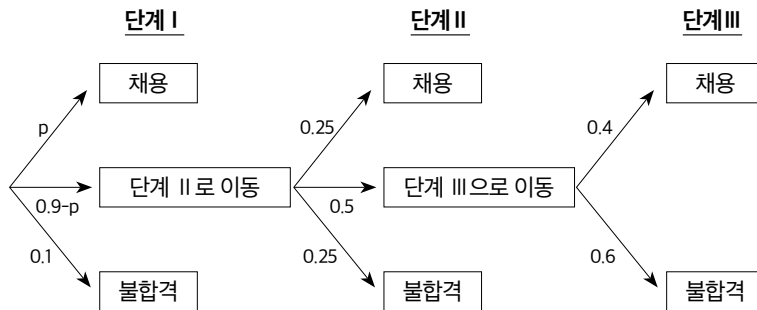 단계 Ⅰ
단계 Ⅱ
단계 Ⅲ
채용
채용
채용
p
0.25
0.4
단계 Ⅱ로 이동
단계 Ⅲ으로 이동
0.9-p
0.5
0.1
0.25
0.6
불합격
불합격
불합격